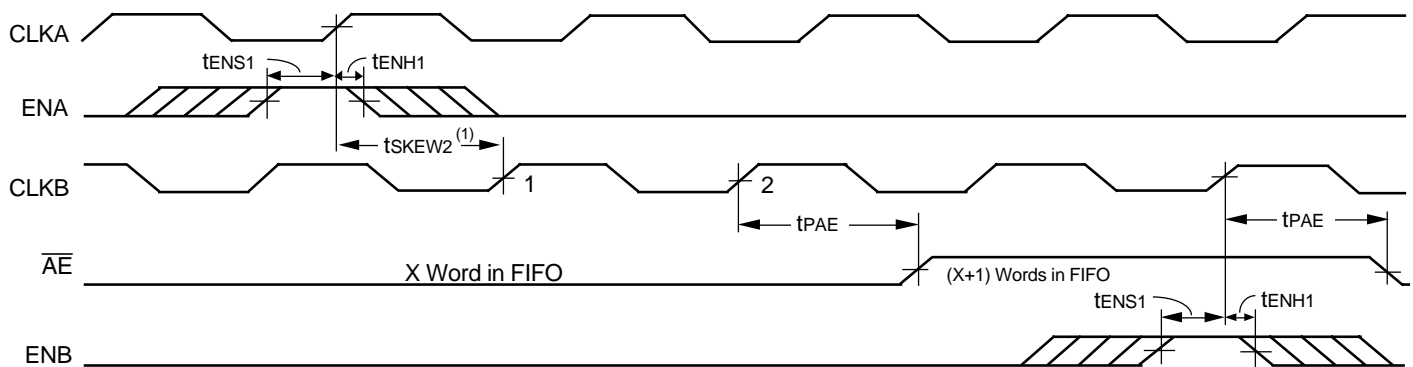 CLKA
tENS1 tENH1
ENA
tSKEW2 (1)
CLKB 1 2
tPAE tPAE
AE X Word in FIFO (X+1) Words in FIFO
tENS1 tENH1
ENB